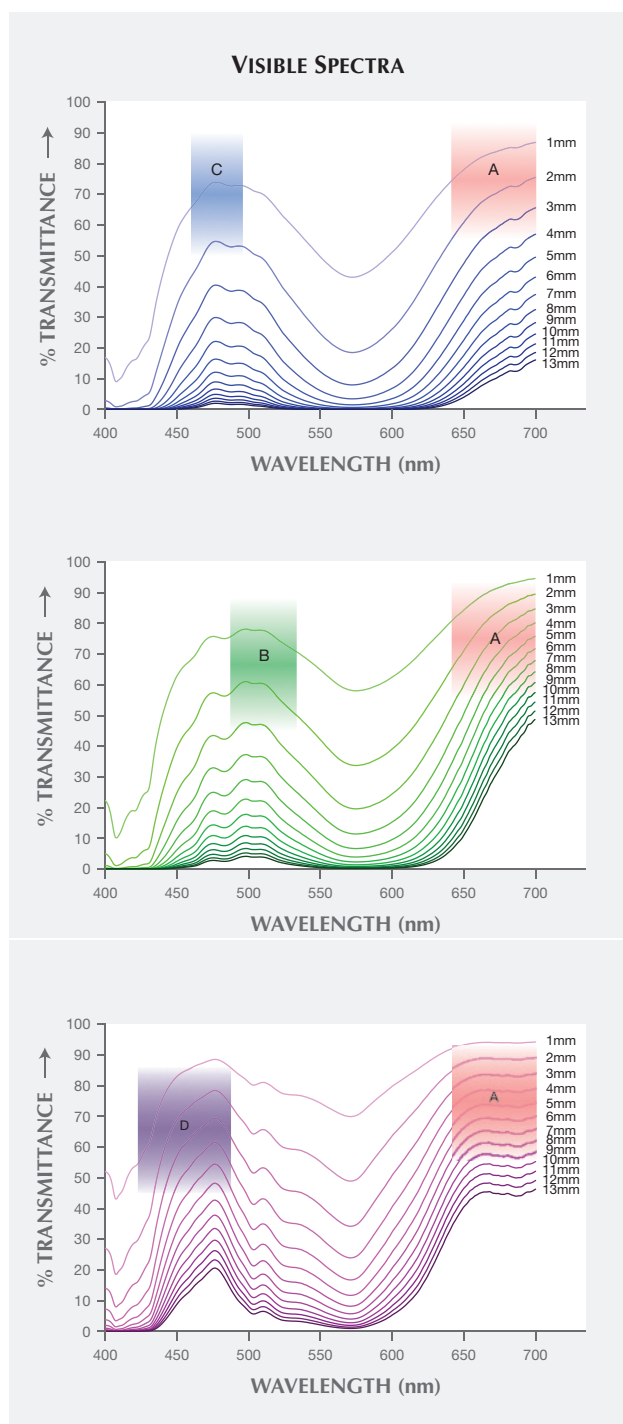 VISIBLE SPECTRA
% TRANSMITTANCE
100
90
80
70
60
50
40
30
20
10
0
C
A
1mm
2mm
3mm
4mm
5mm
6mm
7mm
8mm
9mm
10mm
11mm
12mm
13mm
400 450 500 550 600 650 700
WAVELENGTH (nm)
% TRANSMITTANCE
100
90
80
70
60
50
40
30
20
10
0
B
A
1mm
2mm
3mm
4mm
5mm
6mm
7mm
8mm
9mm
10mm
11mm
12mm
13mm
400 450 500 550 600 650 700
WAVELENGTH (nm)
% TRANSMITTANCE
100
90
80
70
60
50
40
30
20
10
0
D
A
1mm
2mm
3mm
4mm
5mm
6mm
7mm
8mm
9mm
10mm
11mm
12mm
13mm
400 450 500 550 600 650 700
WAVELENGTH (nm)